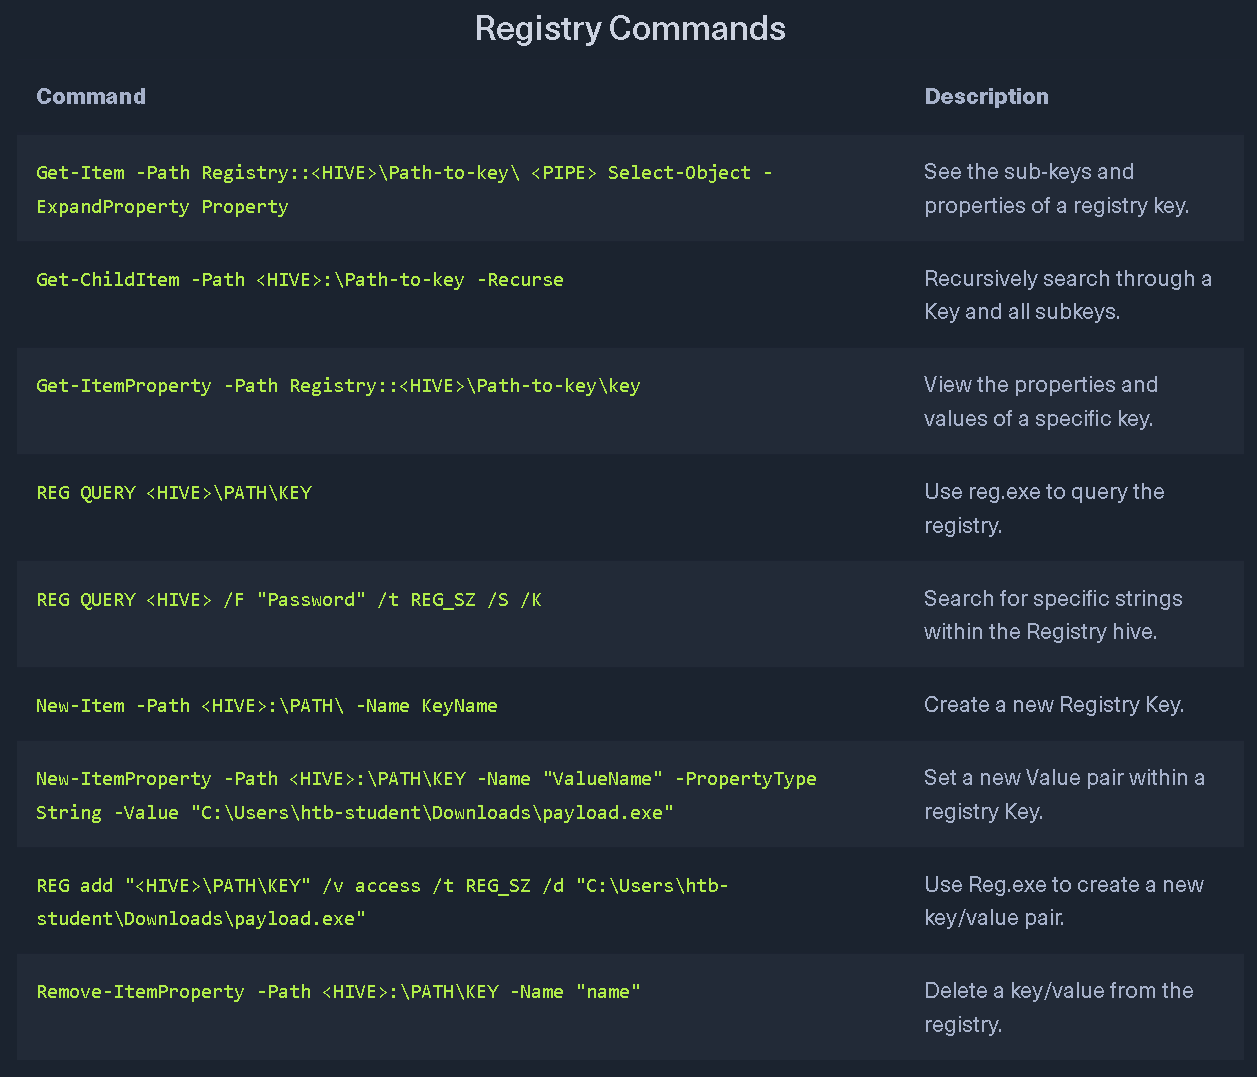 Registry Commands
Command Description
Get-Item -Path Registry::<HIVE>\Path-to-key\ <PIPE> Select-Object -
ExpandProperty Property
See the sub-keys and
properties of a registry key.
Get-ChildItem -Path <HIVE>:\Path-to-key -Recurse
Recursively search through a
Key and all subkeys.
Get-ItemProperty -Path Registry::<HIVE>\Path-to-key\key
View the properties and
values of a specific key.
REG QUERY <HIVE>\PATH\KEY
Use reg.exe to query the
registry.
REG QUERY <HIVE> /F "Password" /t REG_SZ /S /K
Search for specific strings
within the Registry hive.
New-Item -Path <HIVE>:\PATH\ -Name KeyName
Create a new Registry Key.
New-ItemProperty -Path <HIVE>:\PATH\KEY -Name "ValueName" -PropertyType
String -Value "C:\Users\htb-student\Downloads\payload.exe"
Set a new Value pair within a
registry Key.
REG add "<HIVE>\PATH\KEY" /v access /t REG_SZ /d "C:\Users\htb-
student\Downloads\payload.exe"
Use Reg.exe to create a new
key/value pair.
Remove-ItemProperty -Path <HIVE>:\PATH\KEY -Name "name"
Delete a key/value from the
registry.